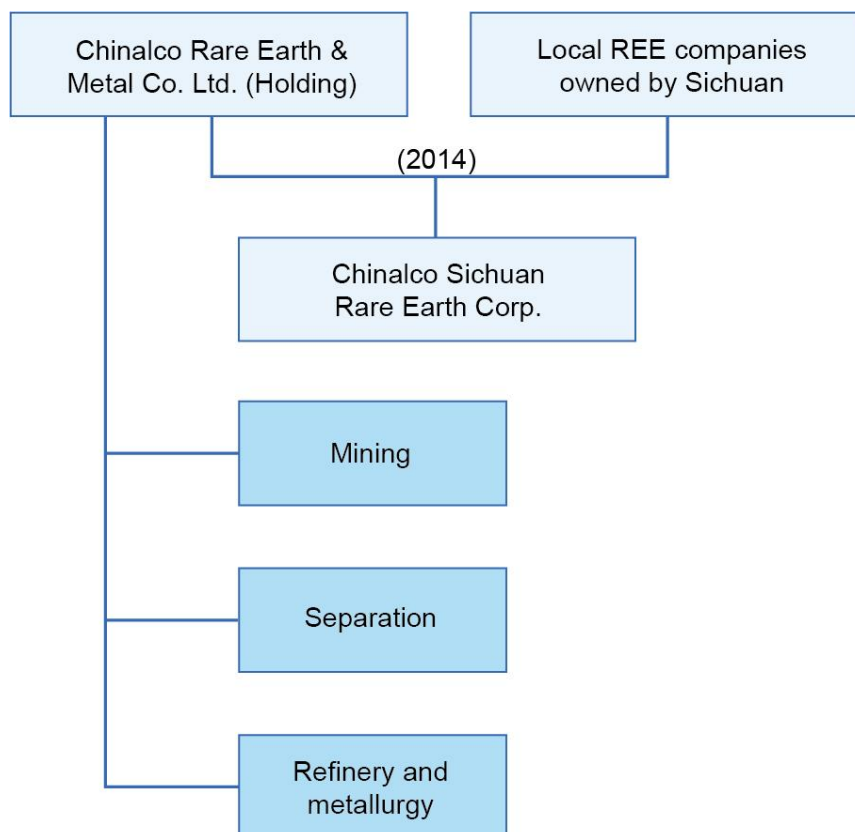 Chinalco Rare Earth &
Metal Co. Ltd. (Holding)
Local REE companies
owned by Sichuan
(2014)
Chinalco Sichuan
Rare Earth Corp.
Mining
Separation
Refinery and
metallurgy